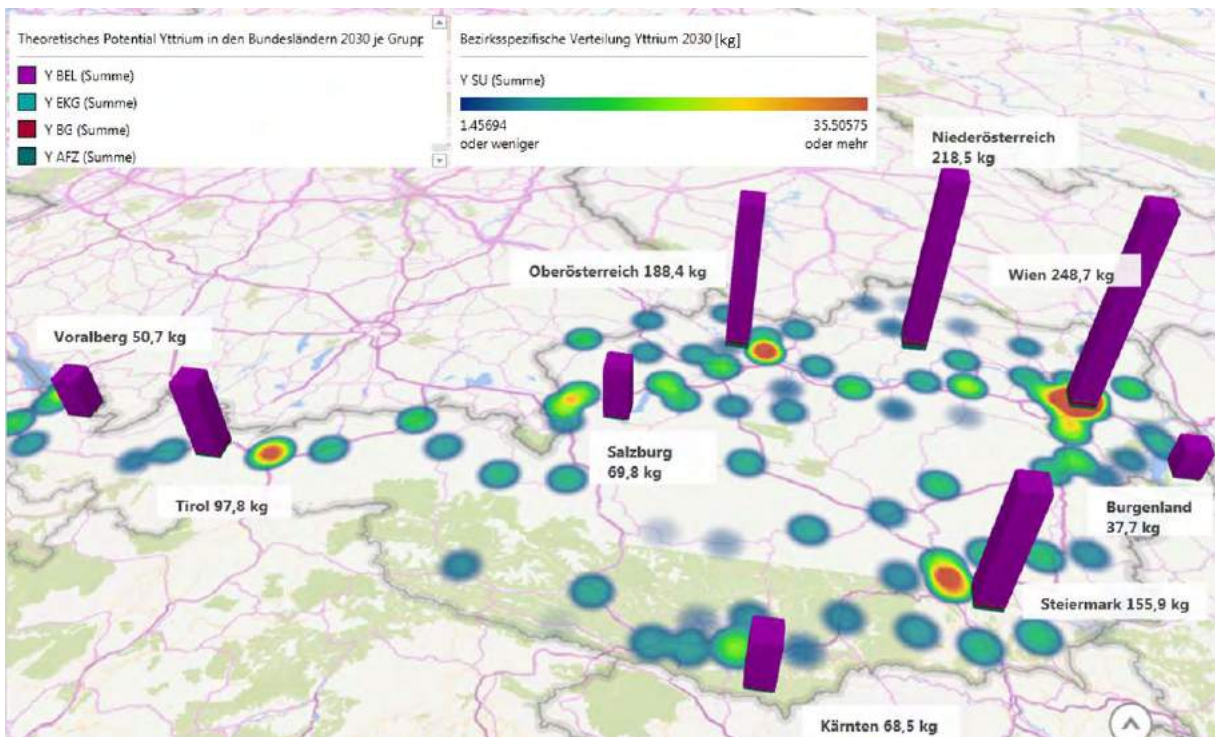 Theoretisches Potential Yttrium in den Bundesländern 2030 je Grupp
Y BEL (Summe)
Y EKG (Summe)
Y BG (Summe)
Y AFZ (Summe)
Bezirksspezifische Verteilung Yttrium 2030 [kg]
Y SU (Summe)
1.45694
oder weniger
35.50575
oder mehr
Niederösterreich
218,5 kg
Oberösterreich 188,4 kg
Wien 248,7 kg
Voralberg 50,7 kg
Salzburg
69,8 kg
Tirol 97,8 kg
Burgenland
37,7 kg
Steiermark 155,9 kg
Kärnten 68,5 kg